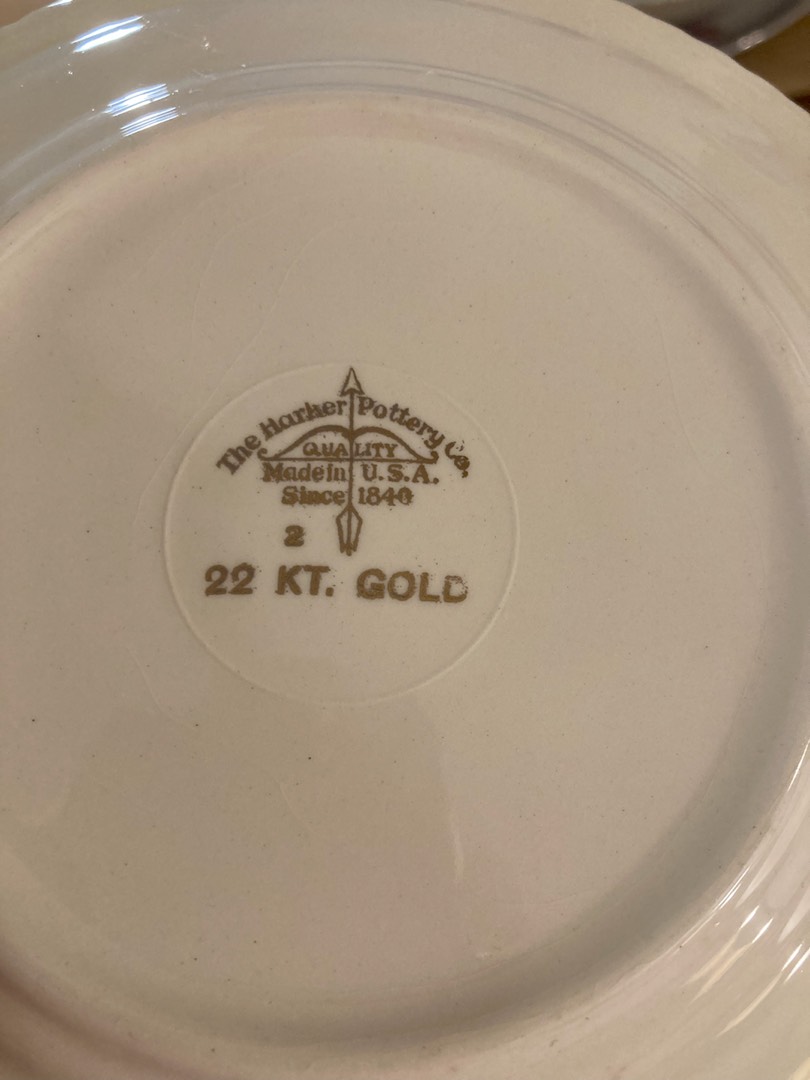 The Harker Pottery Co.
QUALITY
Made in U.S.A.
Since 1840
2
22 KT. GOLD